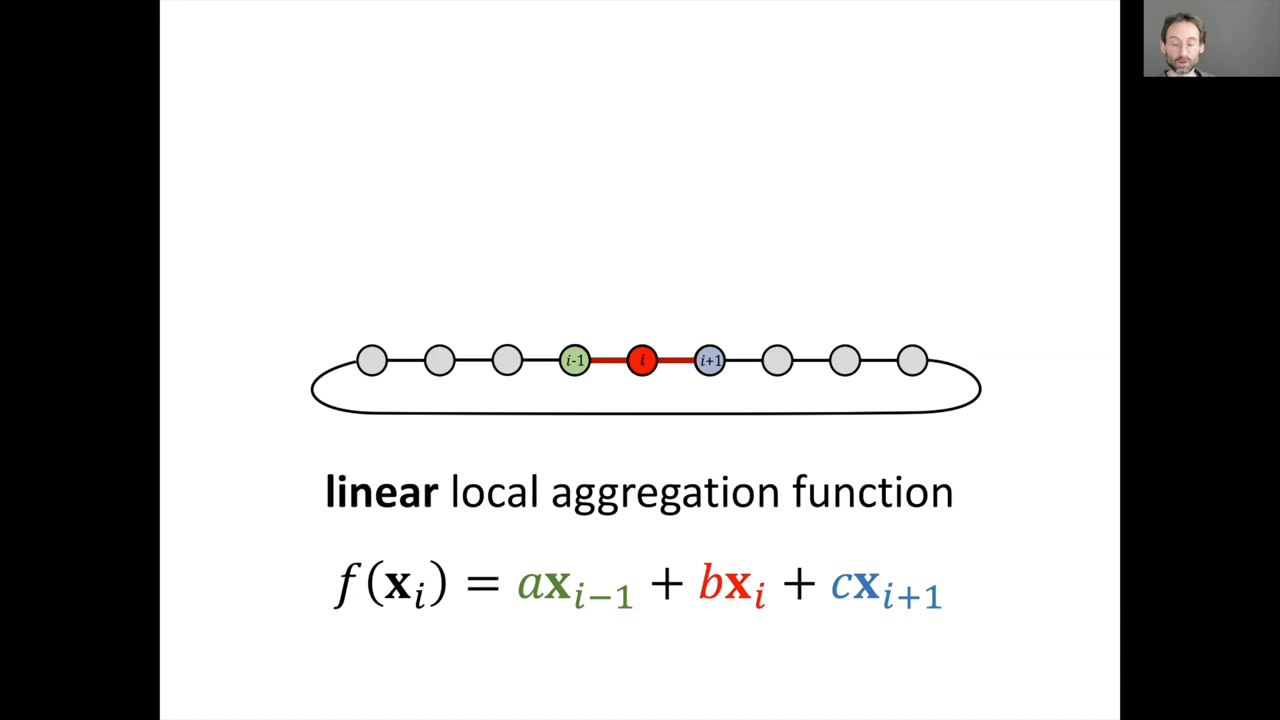 i-1 i i+1
linear local aggregation function
f(𝐱ᵢ) = a𝐱ᵢ₋₁ + b𝐱ᵢ + c𝐱ᵢ₊₁